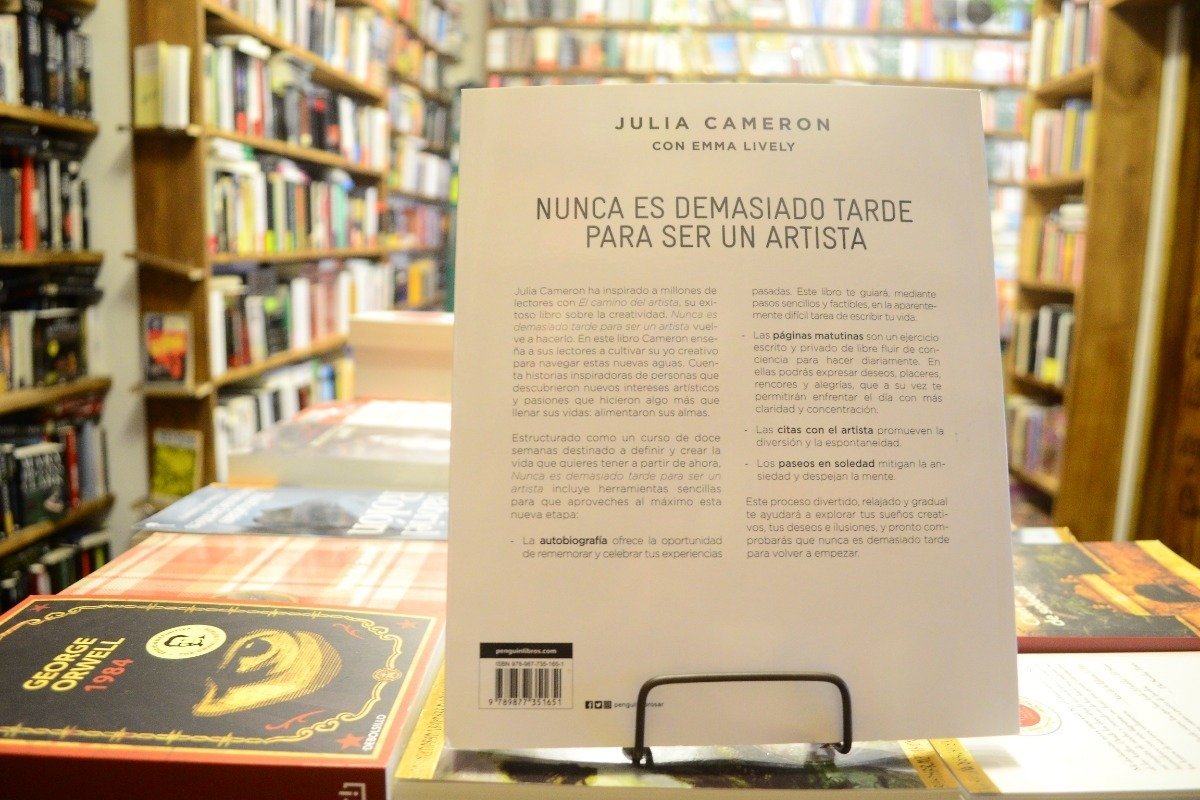 JULIA CAMERON
CON EMMA LIVELY
NUNCA ES DEMASIADO TARDE
PARA SER UN ARTISTA
Julia Cameron ha inspirado a millones de
lectores con El camino del artista, su exi-
toso libro sobre la creatividad. Nunca es
demasiado tarde para ser un artista vuel-
ve a hacerlo. En este libro Cameron ense-
ña a sus lectores a cultivar su yo creativo
para navegar estas nuevas aguas. Cuen-
ta historias inspiradoras de personas que
descubrieron nuevos intereses artísticos
y pasiones que hicieron algo más que
llenar sus vidas: alimentaron sus almas.
Estructurado como un curso de doce
semanas destinado a definir y crear la
vida que quieres tener a partir de ahora,
Nunca es demasiado tarde para ser un
artista incluye herramientas sencillas
para que aproveches al máximo esta
nueva etapa:
- La autobiografía ofrece la oportunidad
de rememorar y celebrar tus experiencias
pasadas. Este libro te guiará, mediante
pasos sencillos y factibles, en la aparente-
mente difícil tarea de escribir tu vida.
- Las páginas matutinas son un ejercicio
escrito y privado de libre fluir de con-
ciencia para hacer diariamente. En
ellas podrás expresar deseos, placeres,
rencores y alegrías, que a su vez te
permitirán enfrentar el día con más
claridad y concentración.
- Las citas con el artista promueven la
diversión y la espontaneidad.
- Los paseos en soledad mitigan la an-
siedad y despejan la mente.
Este proceso divertido, relajado y gradual
te ayudará a explorar tus sueños creati-
vos, tus deseos e ilusiones, y pronto com-
probarás que nunca es demasiado tarde
para volver a empezar.
penguinlibros.com
ISBN 978-987-735-165-1
9 789877 351651
GEORGE
ORWELL
1984
DEBOLSILLO